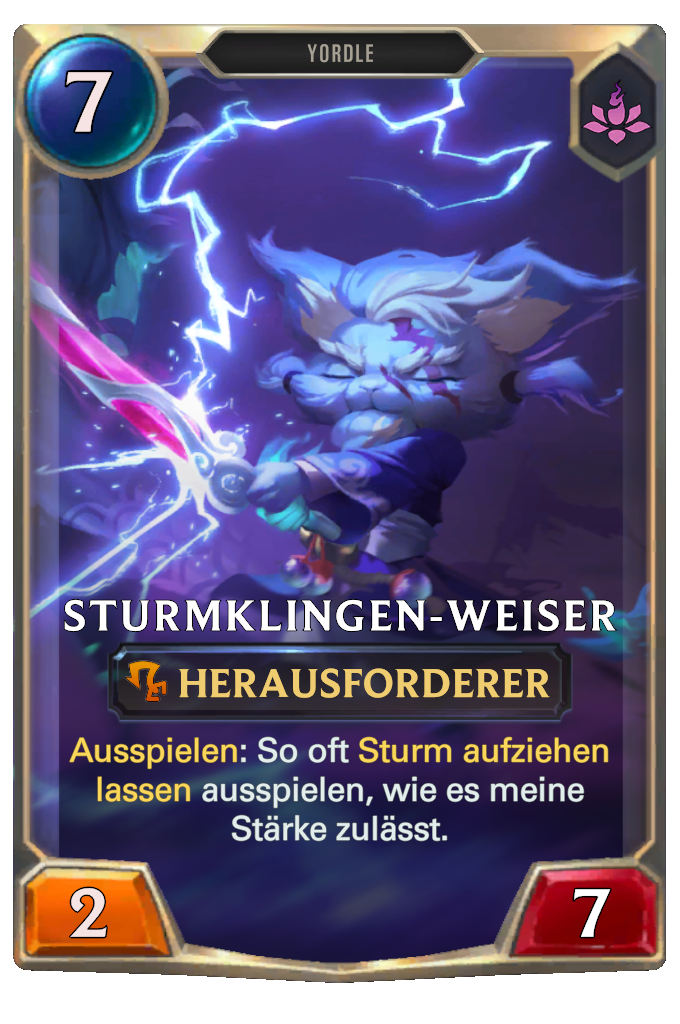 YORDLE
7
STURMKLINGEN-WEISER
HERAUSFORDERER
Ausspielen: So oft Sturm aufziehen
lassen ausspielen, wie es meine
Stärke zulässt.
2
7